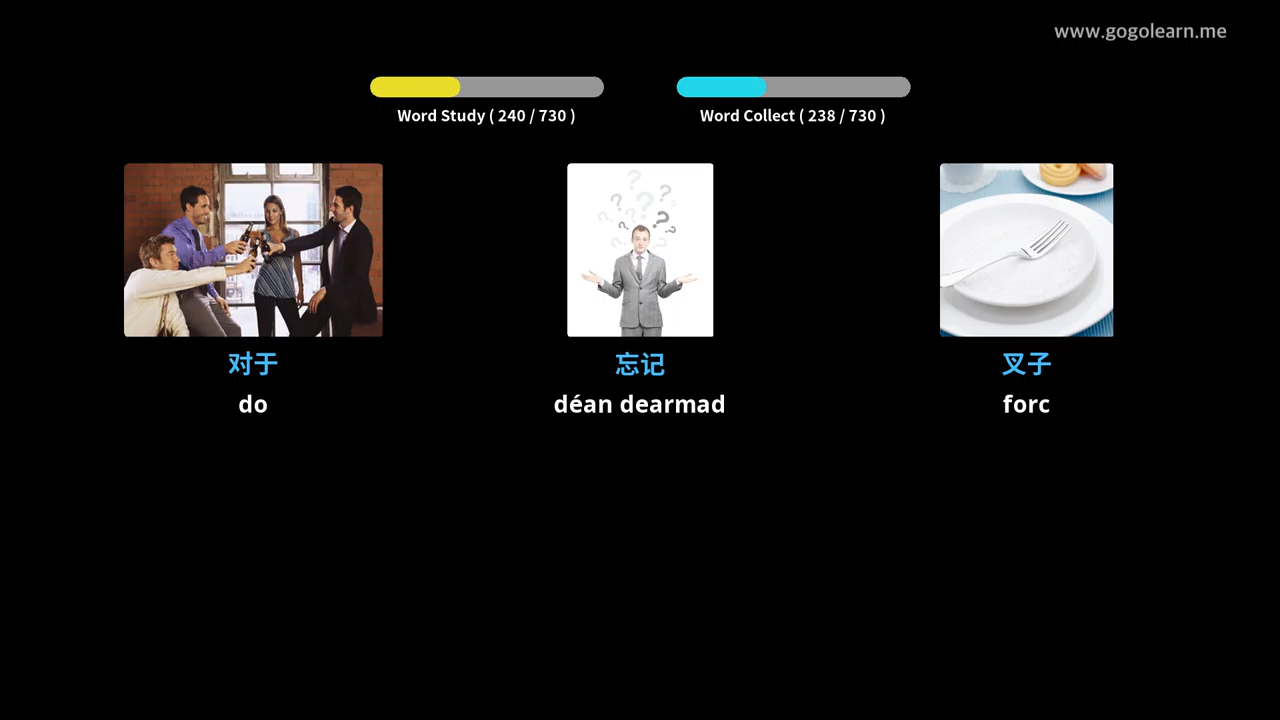 www.gogolearn.me
Word Study ( 240 / 730 )
Word Collect ( 238 / 730 )
对于
忘记
叉子
do
déan dearmad
forc